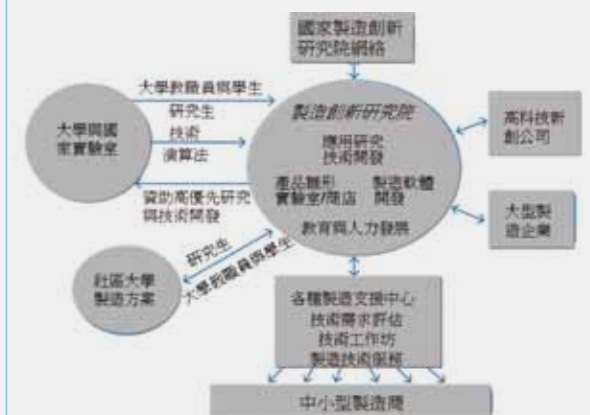 國家製造創新
研究院網絡
大學教職員與學生
研究生
技術
演算法
資助高優先研究
與技術開發
大學與國
家實驗室
製造創新研究院
應用研究
技術開發
產品雛形
實驗室/商店
製造軟體
開發
教育與人力發展
高科技新
創公司
大型製
造企業
研究生
大學教職員與學生
社區大學
製造方案
各種製造支援中心
技術需求評估
技術工作坊
製造技術服務
中小型製造商